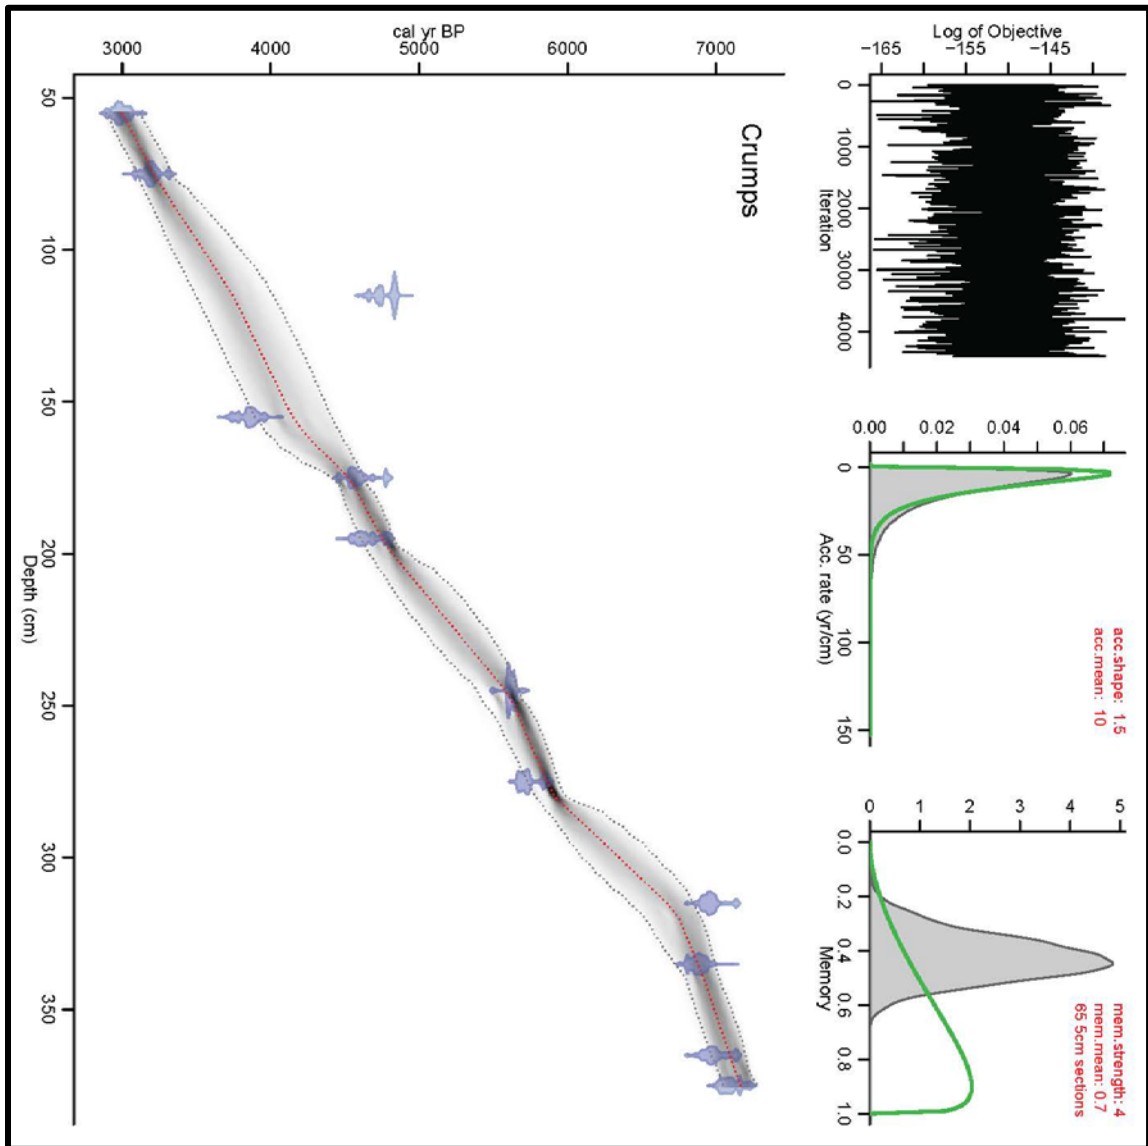 Log of Objective
−165 −155 −145
0 1000 2000 3000 4000
Iteration
0.00 0.02 0.04 0.06
acc.shape: 1.5
acc.mean: 10
0 50 100 150
Acc. rate (yr/cm)
0 1 2 3 4 5
mem.strength: 4
mem.mean: 0.7
65 5cm sections
0.0 0.2 0.4 0.6 0.8 1.0
Memory
Crumps
cal yr BP
3000 4000 5000 6000 7000
50 100 150 200 250 300 350
Depth (cm)